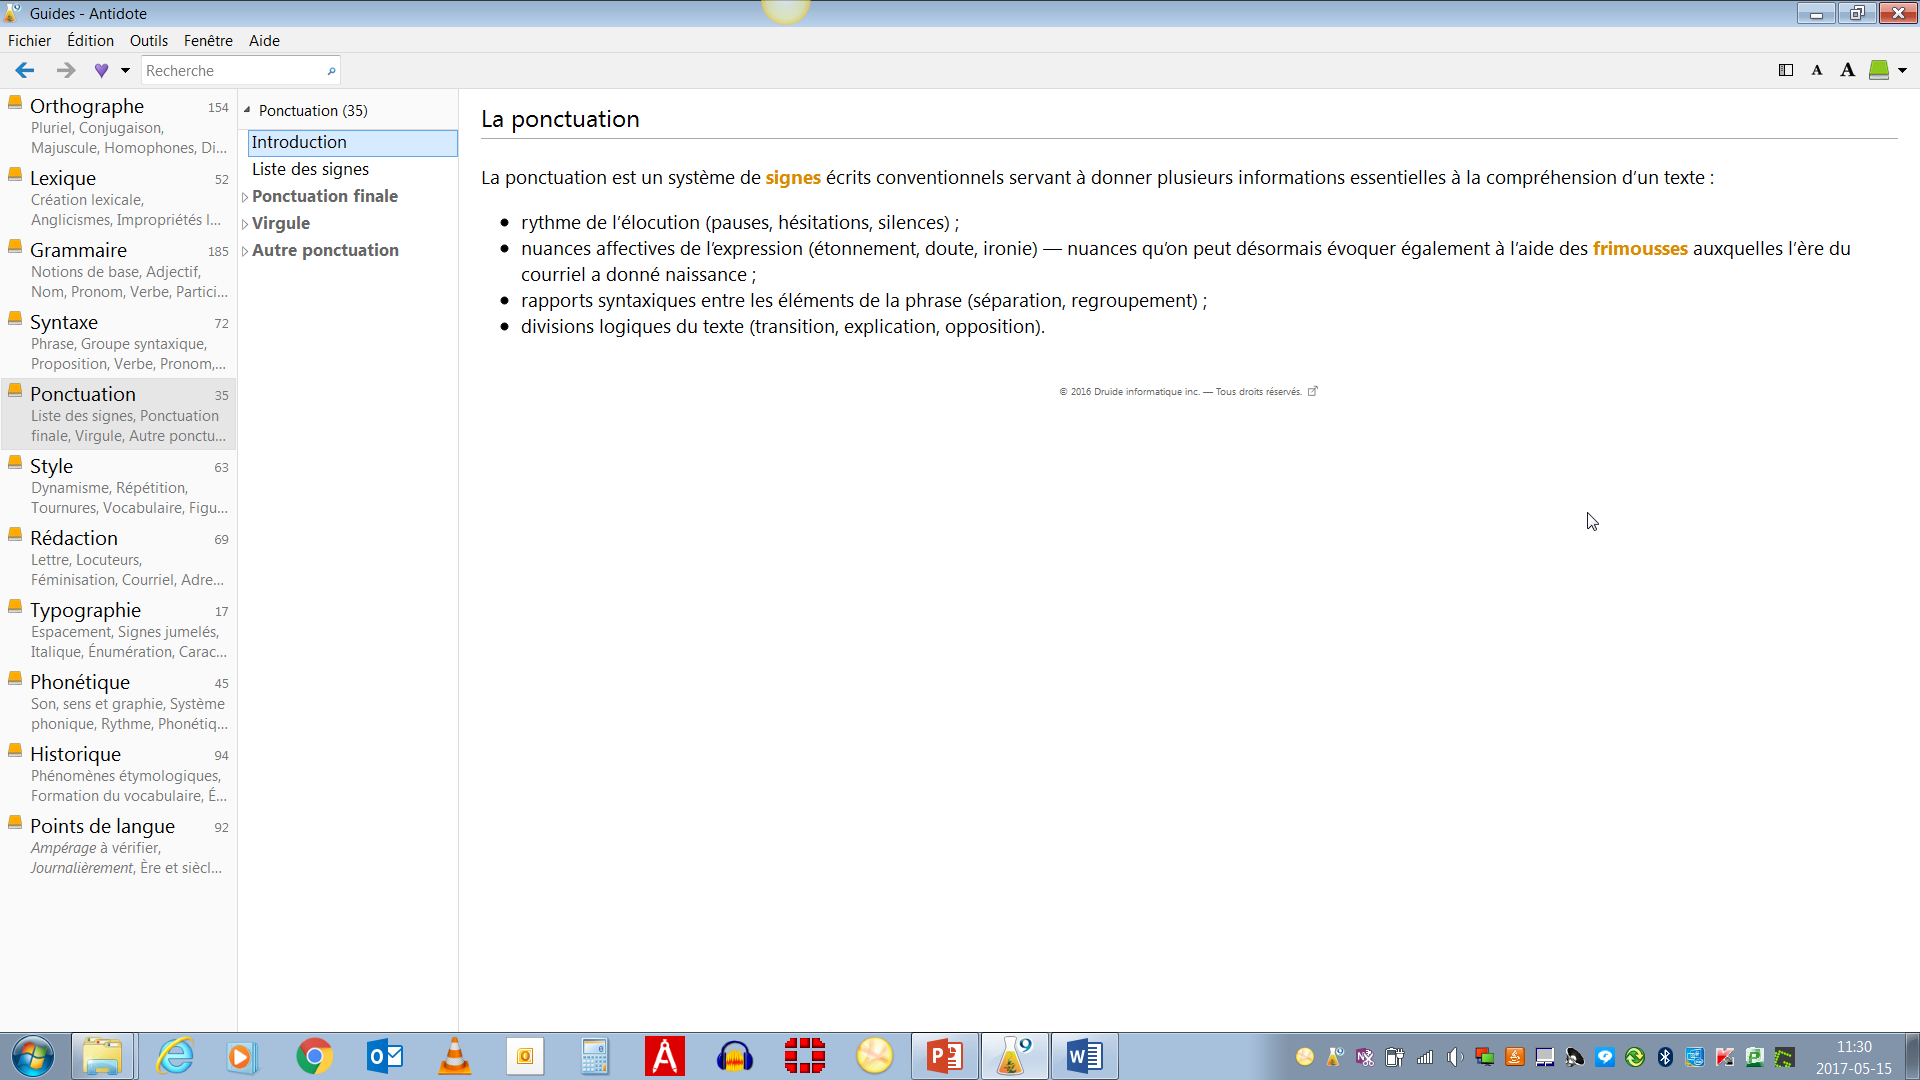 Guides - Antidote
Fichier Édition Outils Fenêtre Aide
Recherche
A A
Orthographe 154
Pluriel, Conjugaison,
Majuscule, Homophones, Di...
Lexique 52
Création lexicale,
Anglicismes, Impropriétés l...
Grammaire 185
Notions de base, Adjectif,
Nom, Pronom, Verbe, Partici...
Syntaxe 72
Phrase, Groupe syntaxique,
Proposition, Verbe, Pronom,...
Ponctuation 35
Liste des signes, Ponctuation
finale, Virgule, Autre ponctu...
Style 63
Dynamisme, Répétition,
Tournures, Vocabulaire, Figu...
Rédaction 69
Lettre, Locuteurs,
Féminisation, Courriel, Adre...
Typographie 17
Espacement, Signes jumelés,
Italique, Énumération, Carac...
Phonétique 45
Son, sens et graphie, Système
phonique, Rythme, Phonétiq...
Historique 94
Phénomènes étymologiques,
Formation du vocabulaire, É...
Points de langue 92
Ampérage à vérifier,
Journalièrement, Ère et siècl...
Ponctuation (35)
Introduction
Liste des signes
Ponctuation finale
Virgule
Autre ponctuation
La ponctuation
La ponctuation est un système de signes écrits conventionnels servant à donner plusieurs informations essentielles à la compréhension d’un texte :
• rythme de l’élocution (pauses, hésitations, silences) ;
• nuances affectives de l’expression (étonnement, doute, ironie) — nuances qu’on peut désormais évoquer également à l’aide des frimousses auxquelles l’ère du
courriel a donné naissance ;
• rapports syntaxiques entre les éléments de la phrase (séparation, regroupement) ;
• divisions logiques du texte (transition, explication, opposition).
© 2016 Druide informatique inc. — Tous droits réservés.
11:30
2017-05-15